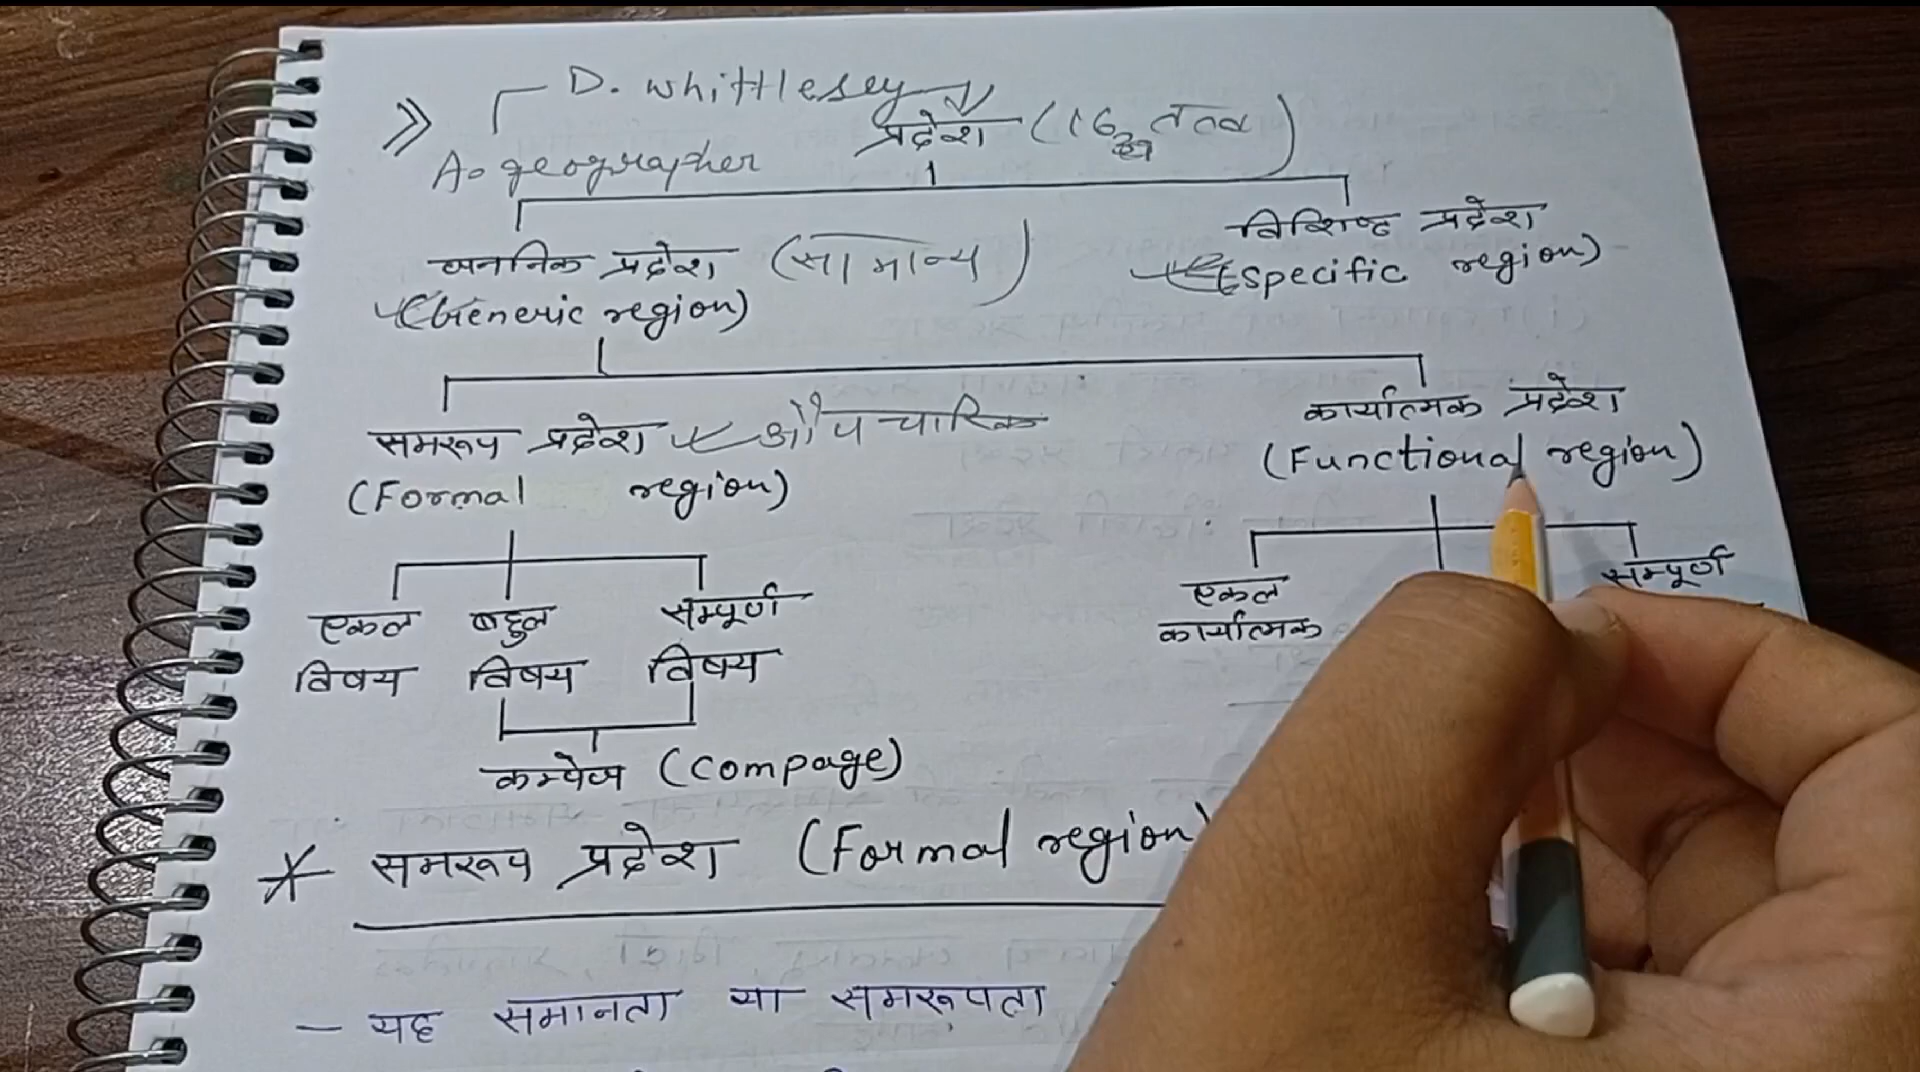 D. whittlesey
A. geographer प्रदेश (16 तत्व)
जननिक प्रदेश (सामान्य)
(Generic region)
विशिष्ट प्रदेश
(Specific region)
समरूप प्रदेश औपचारिक
(Formal region)
कार्यात्मक प्रदेश
(Functional region)
एकल विषय
बहुल विषय
सम्पूर्ण विषय
कम्पेज (compage)
एकल
कार्यात्मक
सम्पूर्ण
* समरूप प्रदेश (Formal region)
– यह समानता या समरूपता